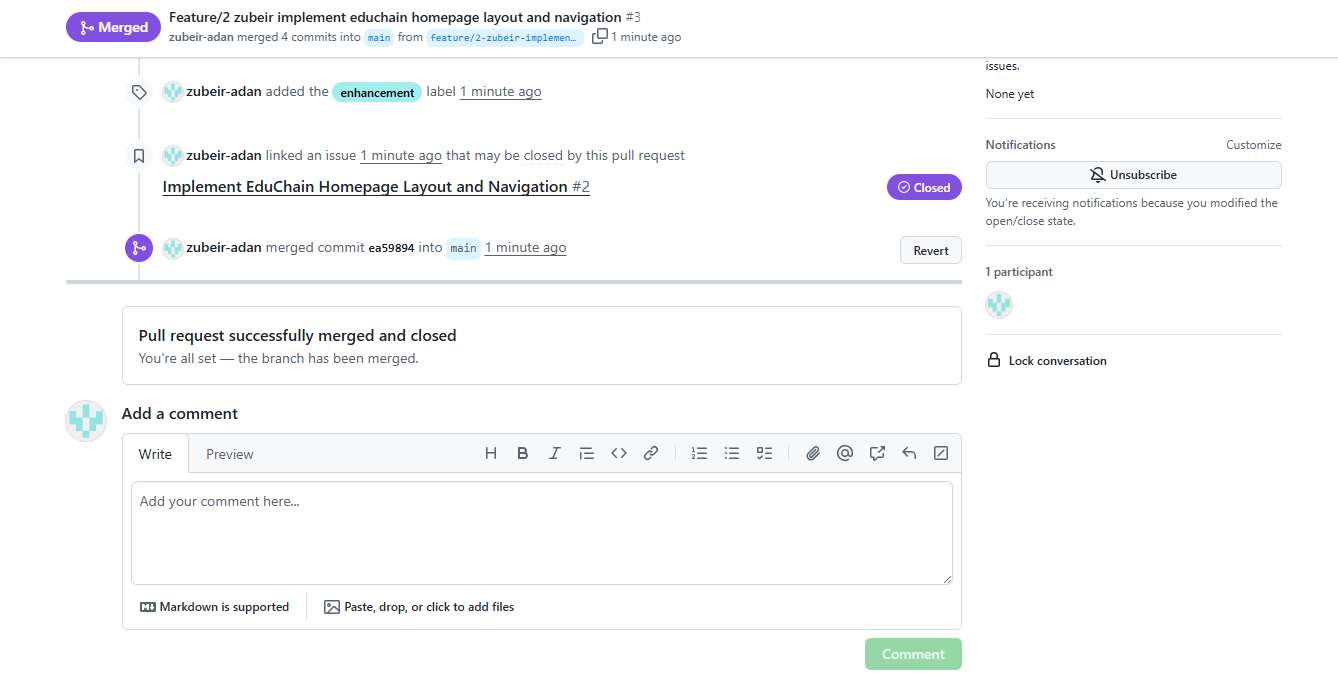 Merged
Feature/2 zubeir implement educhain homepage layout and navigation #3
zubeir-adan merged 4 commits into main from feature/2-zubeir-implemen… 1 minute ago
issues.
None yet
zubeir-adan added the enhancement label 1 minute ago
zubeir-adan linked an issue 1 minute ago that may be closed by this pull request
Implement EduChain Homepage Layout and Navigation #2
Closed
zubeir-adan merged commit ea59894 into main 1 minute ago
Revert
Notifications
Customize
Unsubscribe
You're receiving notifications because you modified the
open/close state.
1 participant
Lock conversation
Pull request successfully merged and closed
You're all set — the branch has been merged.
Add a comment
Write
Preview
Add your comment here...
Markdown is supported
Paste, drop, or click to add files
Comment